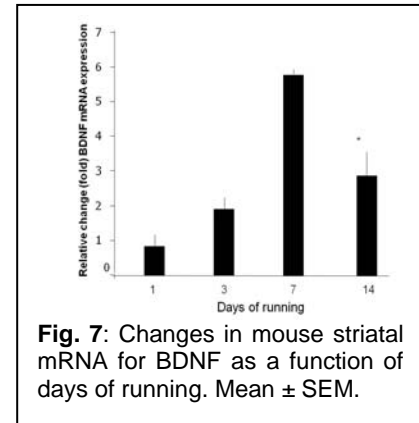 Relative change (fold) BDNF mRNA expression
7
6
5
4
3
2
1
0
*
1 3 7 14
Days of running
Fig. 7: Changes in mouse striatal
mRNA for BDNF as a function of
days of running. Mean ± SEM.